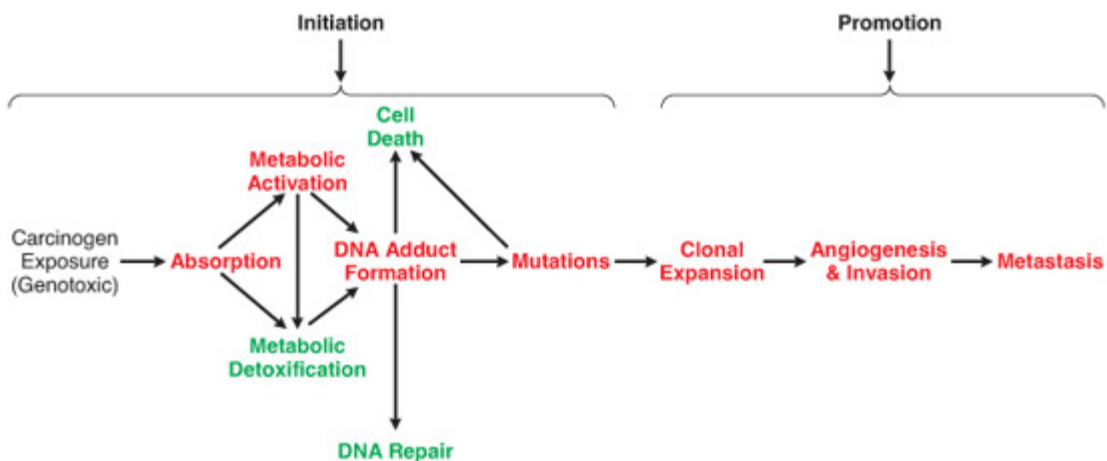 Initiation
Promotion
Cell
Death
Metabolic
Activation
Carcinogen
Exposure
(Genotoxic)
Absorption
DNA Adduct
Formation
Mutations
Clonal
Expansion
Angiogenesis
& Invasion
Metastasis
Metabolic
Detoxification
DNA Repair